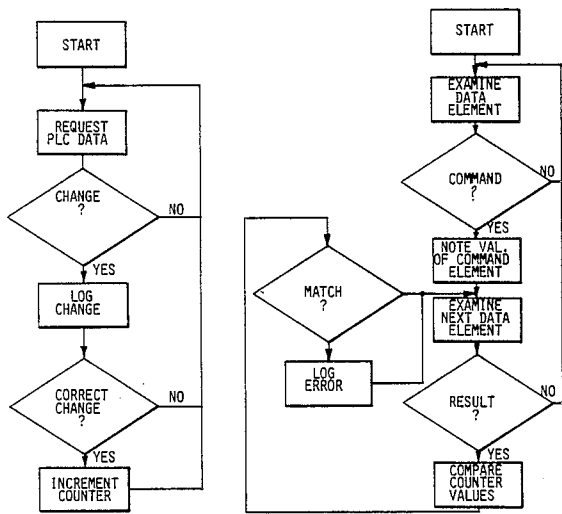 START
REQUEST
PLC DATA
CHANGE
?
NO
YES
LOG
CHANGE
CORRECT
CHANGE
?
NO
YES
INCREMENT
COUNTER
START
EXAMINE
DATA
ELEMENT
COMMAND
?
NO
YES
NOTE VAL.
OF COMMAND
ELEMENT
EXAMINE
NEXT DATA
ELEMENT
RESULT
?
NO
YES
COMPARE
COUNTER
VALUES
MATCH
?
LOG
ERROR